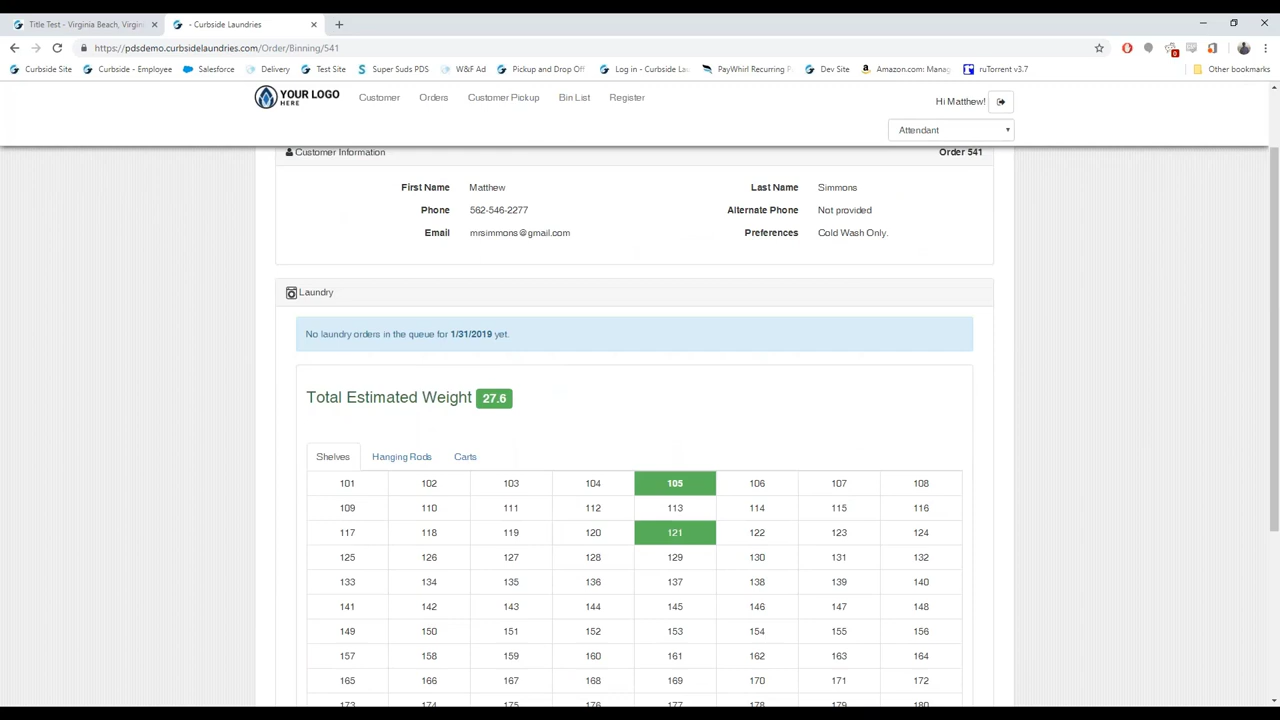 Title Test - Virginia Beach, Virgin
- Curbside Laundries
https://pdsdemo.curbsidelaundries.com/Order/Binning/541
Curbside Site Curbside - Employee Salesforce Delivery Test Site Super Suds PDS W&F Ad Pickup and Drop Off Log in - Curbside La PayWhirl Recurring P Dev Site Amazon.com: Manag ruTorrent v3.7 Other bookmarks
YOUR LOGO HERE Customer Orders Customer Pickup Bin List Register
Hi Matthew!
Attendant
Customer Information Order 541
First Name Matthew Last Name Simmons
Phone 562-546-2277 Alternate Phone Not provided
Email mrsimmons@gmail.com Preferences Cold Wash Only.
Laundry
No laundry orders in the queue for 1/31/2019 yet.
Total Estimated Weight 27.6
Shelves Hanging Rods Carts
101 102 103 104 105 106 107 108
109 110 111 112 113 114 115 116
117 118 119 120 121 122 123 124
125 126 127 128 129 130 131 132
133 134 135 136 137 138 139 140
141 142 143 144 145 146 147 148
149 150 151 152 153 154 155 156
157 158 159 160 161 162 163 164
165 166 167 168 169 170 171 172
173 174 175 176 177 178 179 180